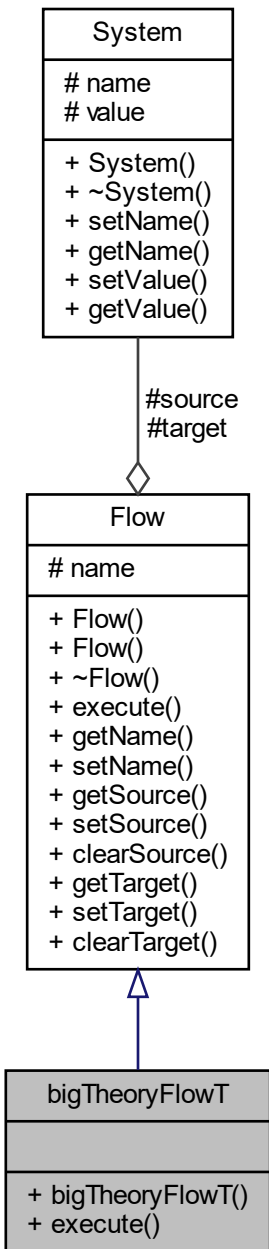 System
# name
# value
+ System()
+ ~System()
+ setName()
+ getName()
+ setValue()
+ getValue()
#source
#target
Flow
# name
+ Flow()
+ Flow()
+ ~Flow()
+ execute()
+ getName()
+ setName()
+ getSource()
+ setSource()
+ clearSource()
+ getTarget()
+ setTarget()
+ clearTarget()
bigTheoryFlowT
+ bigTheoryFlowT()
+ execute()